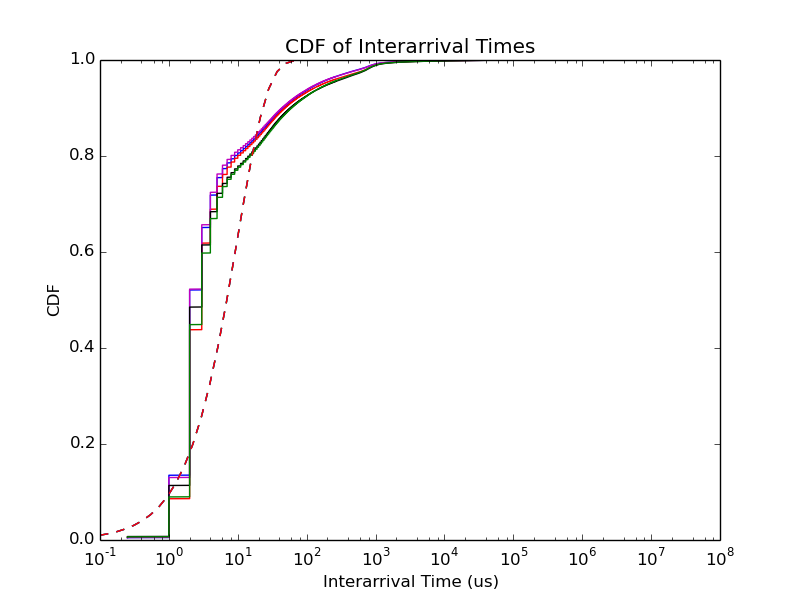 CDF of Interarrival Times
1.0
0.8
0.6
0.4
0.2
0.0
CDF
10⁻¹ 10⁰ 10¹ 10² 10³ 10⁴ 10⁵ 10⁶ 10⁷ 10⁸
Interarrival Time (us)